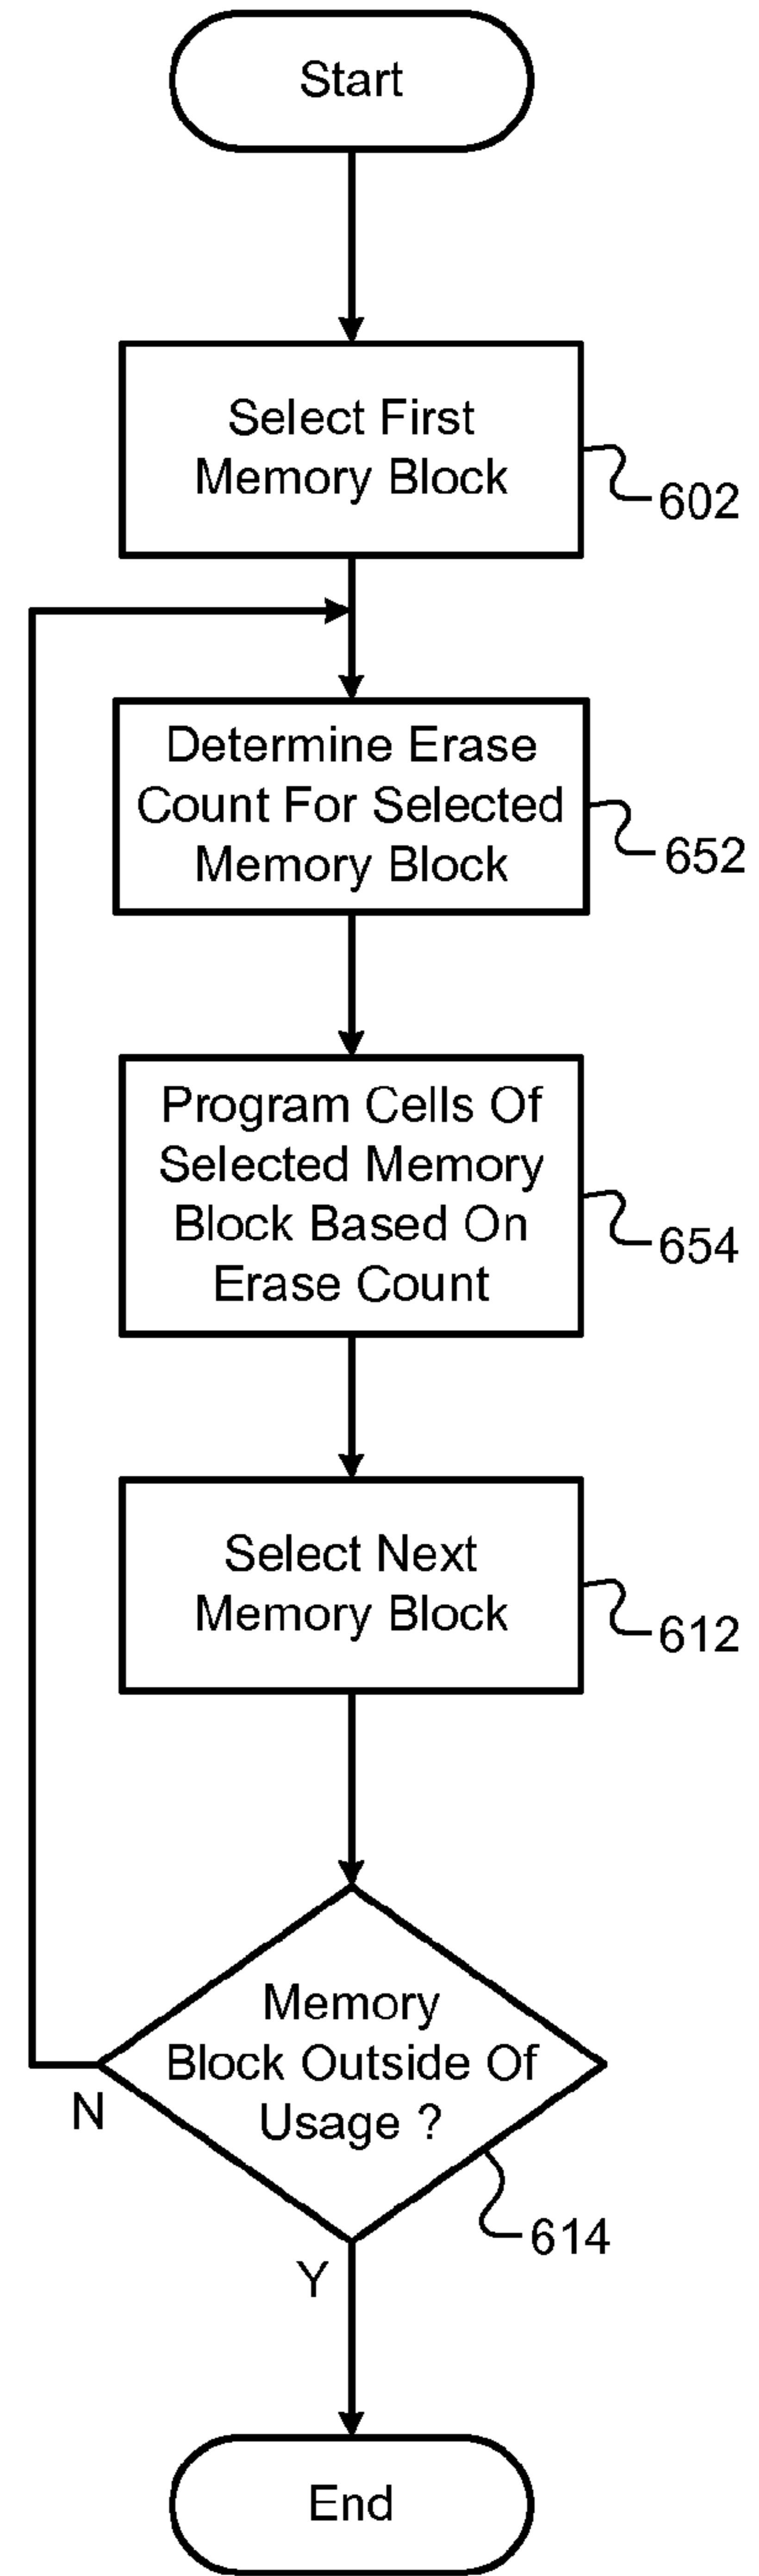 Start
Select First
Memory Block
602
Determine Erase
Count For Selected
Memory Block
652
Program Cells Of
Selected Memory
Block Based On
Erase Count
654
Select Next
Memory Block
612
Memory
Block Outside Of
Usage ?
N
614
Y
End